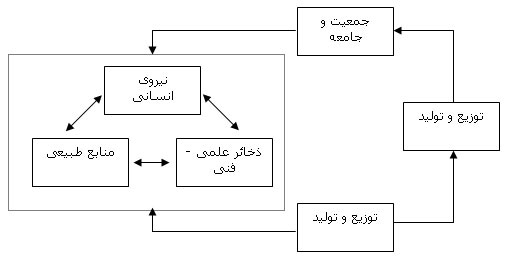 جمعیت و
جامعه
نیروی
انسانی
توزیع و تولید
ذخائر علمی -
فنی
منابع طبیعی
توزیع و تولید